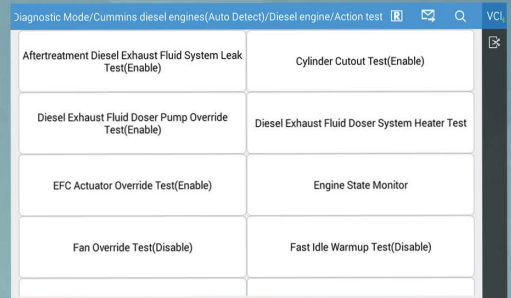 Diagnostic Mode/Cummins diesel engines(Auto Detect)/Diesel engine/Action test R VCI
Aftertreatment Diesel Exhaust Fluid System Leak
Test(Enable)
Cylinder Cutout Test(Enable)
Diesel Exhaust Fluid Doser Pump Override
Test(Enable)
Diesel Exhaust Fluid Doser System Heater Test
EFC Actuator Override Test(Enable)
Engine State Monitor
Fan Override Test(Disable)
Fast Idle Warmup Test(Disable)